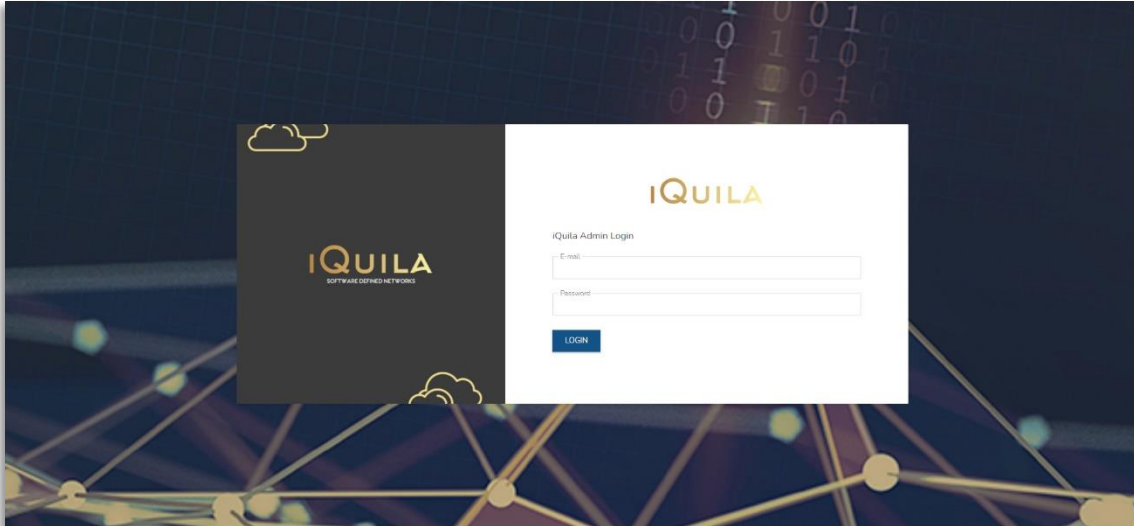 iQUILA
SOFTWARE DEFINED NETWORKS
iQUILA
iQuila Admin Login
E-mail
Password
LOGIN